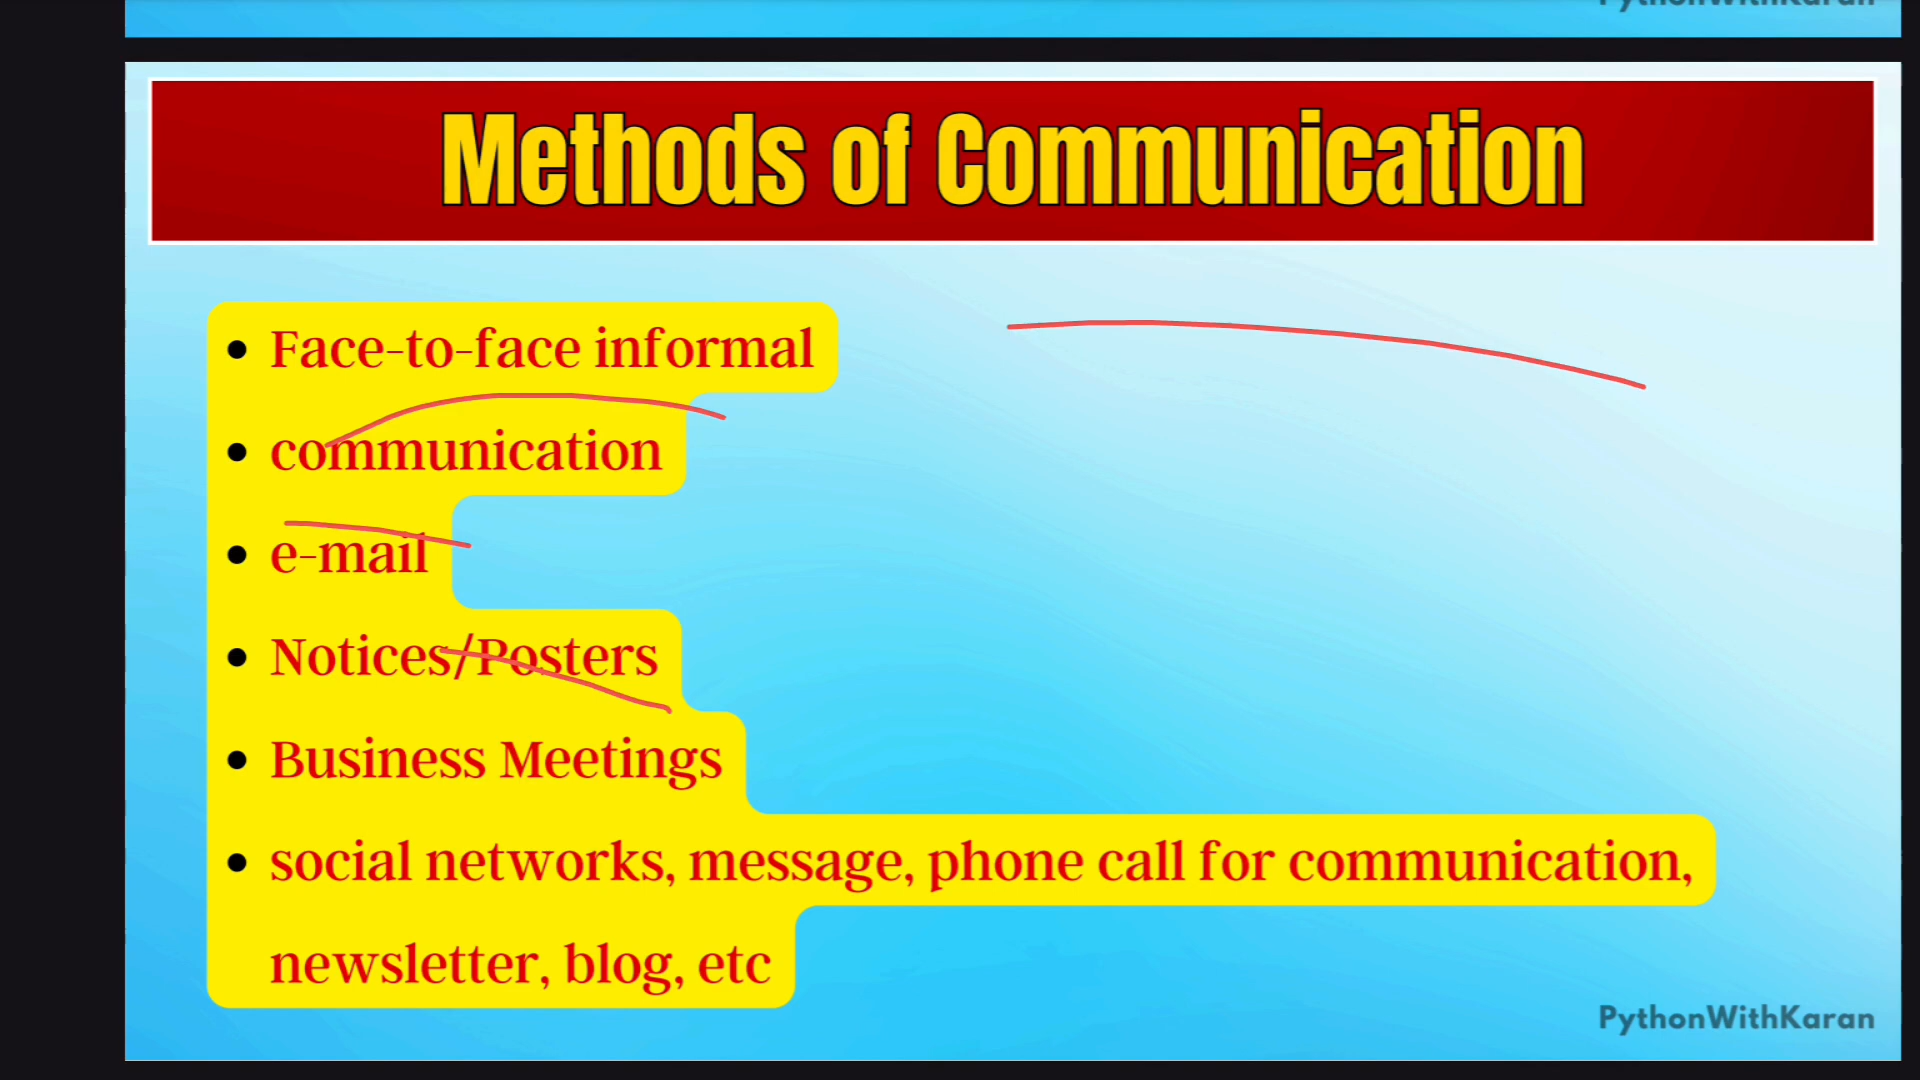 Methods of Communication
• Face-to-face informal
• communication
• e-mail
• Notices/Posters
• Business Meetings
• social networks, message, phone call for communication,
newsletter, blog, etc
PythonWithKaran